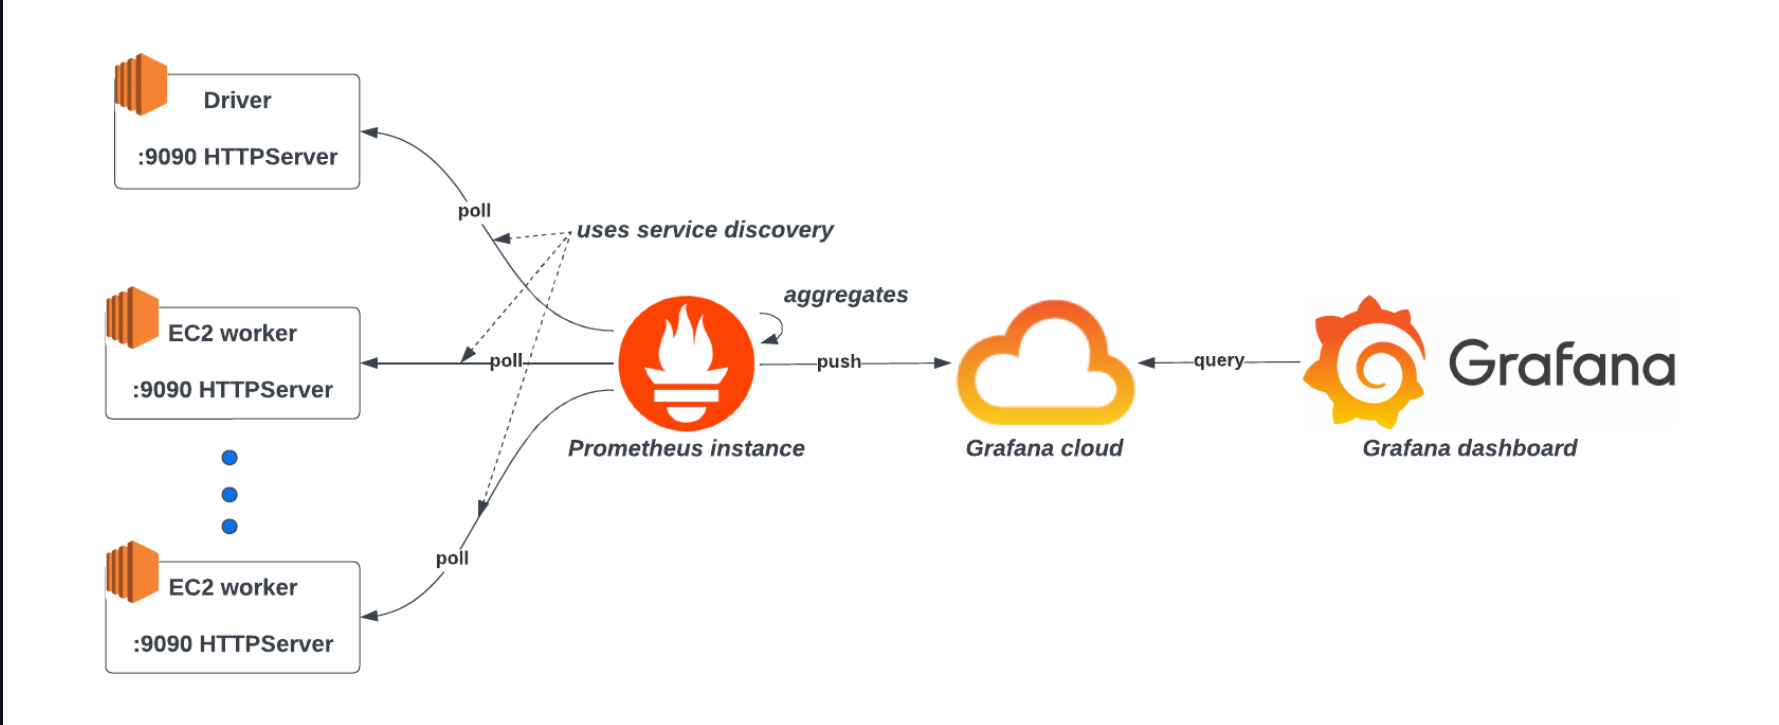 Driver
:9090 HTTPServer
poll
uses service discovery
aggregates
EC2 worker
:9090 HTTPServer
poll
push
query
Grafana
Prometheus instance
Grafana cloud
Grafana dashboard
poll
EC2 worker
:9090 HTTPServer